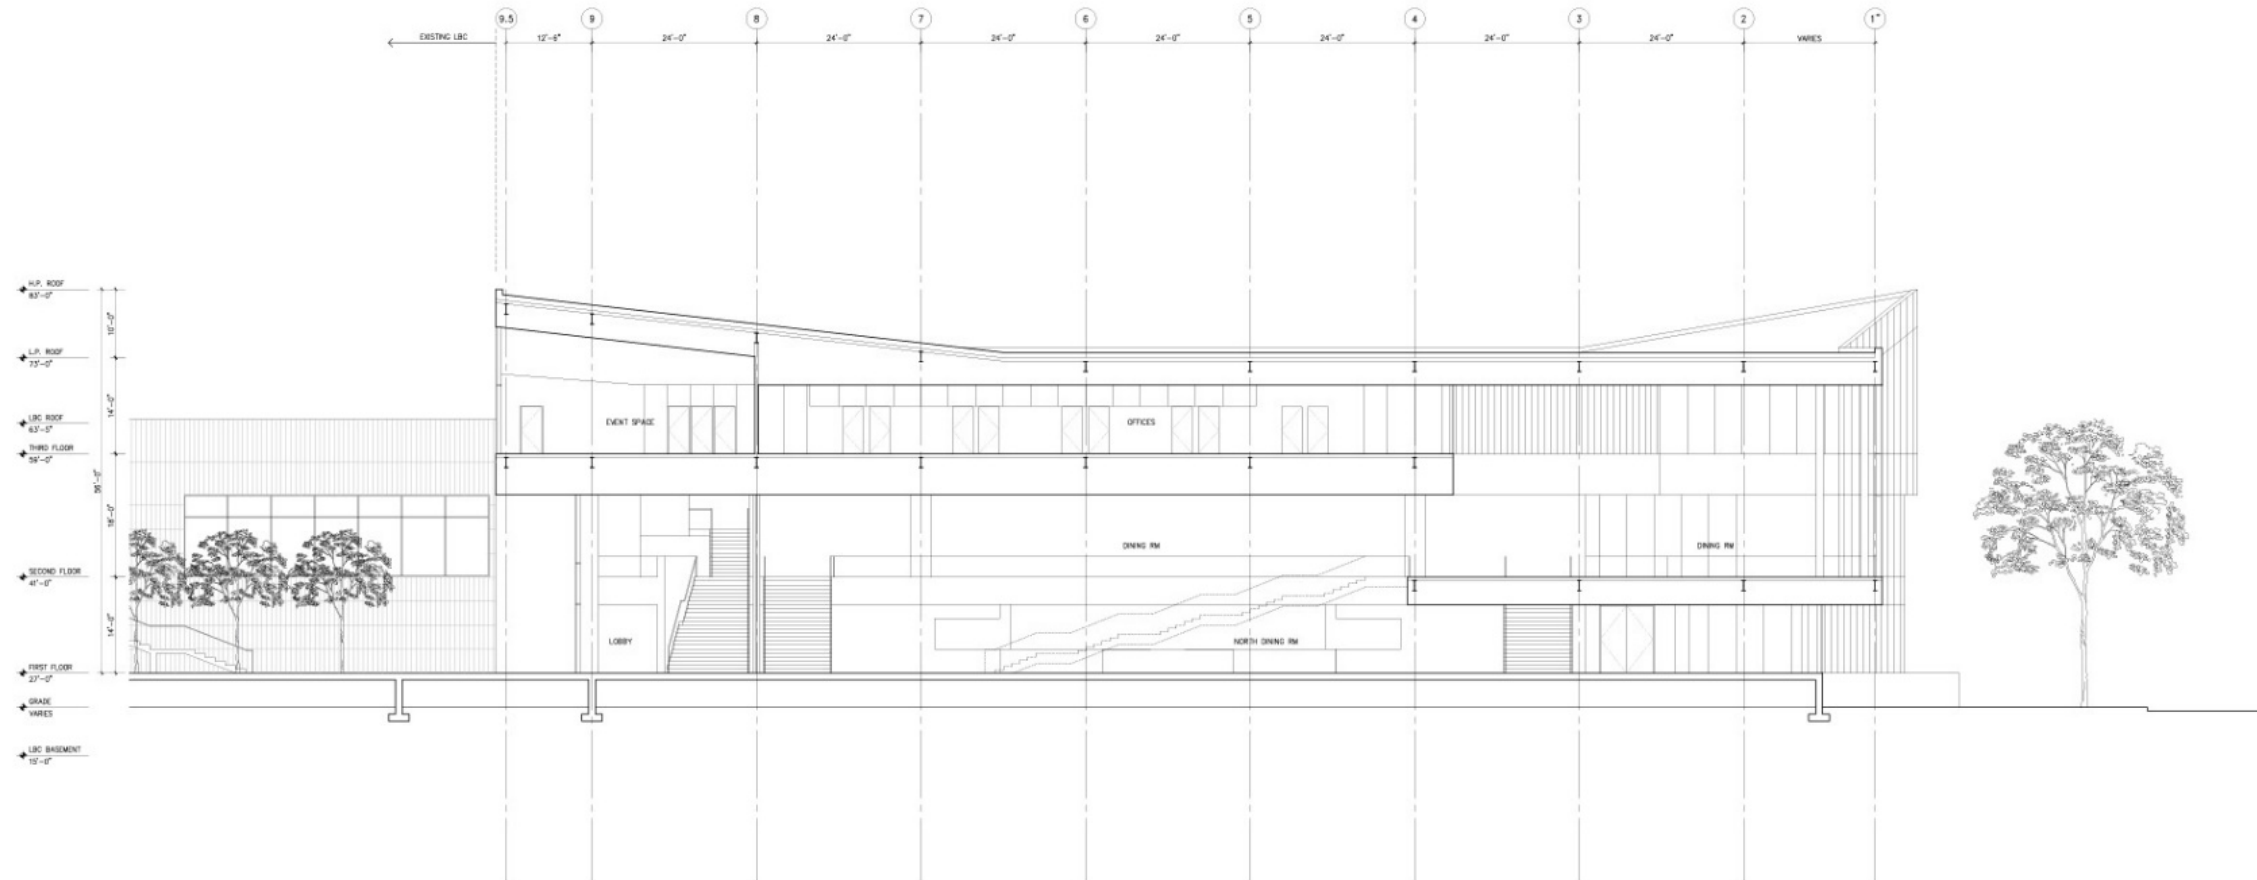 9.5 9 8 7 6 5 4 3 2 1"
EXISTING LBC 12'-6" 24'-0" 24'-0" 24'-0" 24'-0" 24'-0" 24'-0" 24'-0" VARIES
H.P. ROOF
83'-0"
10'-0"
L.P. ROOF
73'-0"
14'-0"
LBC ROOF
63'-5"
EVENT SPACE OFFICES
THIRD FLOOR
59'-0"
56'-0"
18'-0"
DINING RM DINING RM
SECOND FLOOR
41'-0"
14'-0"
LOBBY NORTH DINING RM
FIRST FLOOR
27'-0"
GRADE
VARIES
LBC BASEMENT
15'-0"